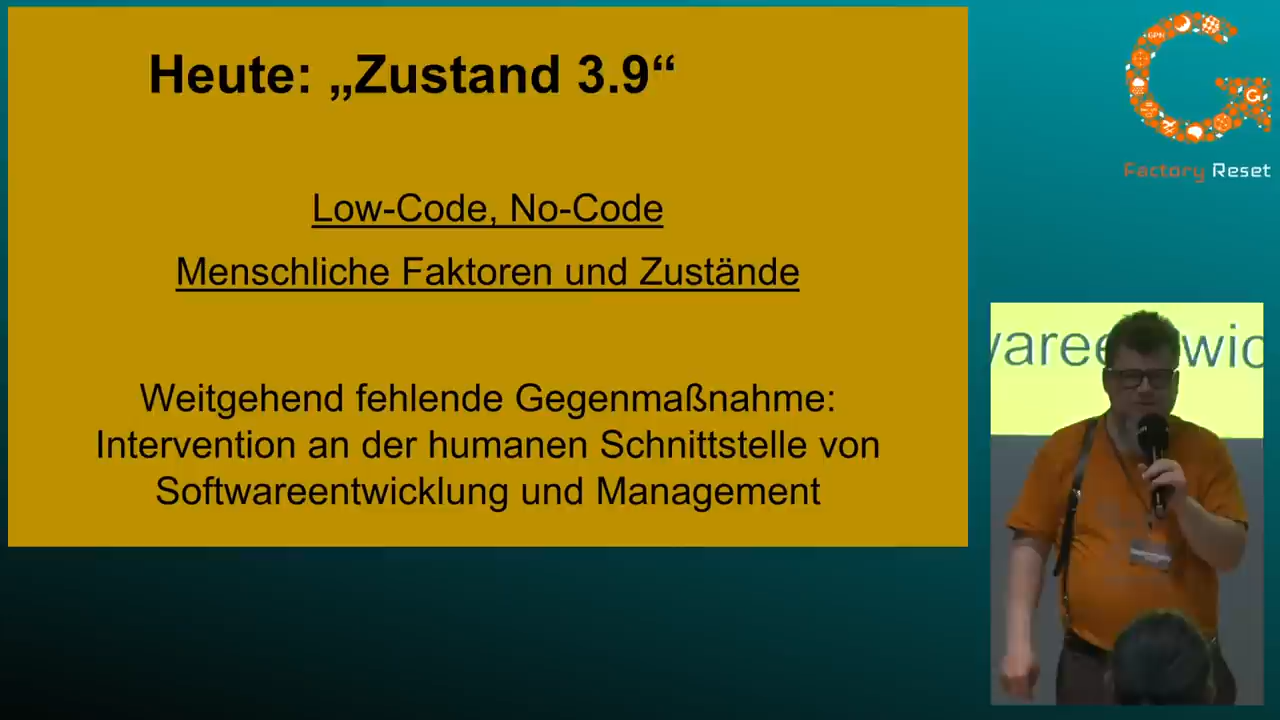 Heute: „Zustand 3.9“
Low-Code, No-Code
Menschliche Faktoren und Zustände
Weitgehend fehlende Gegenmaßnahme:
Intervention an der humanen Schnittstelle von
Softwareentwicklung und Management
GPN
G
Factory Reset